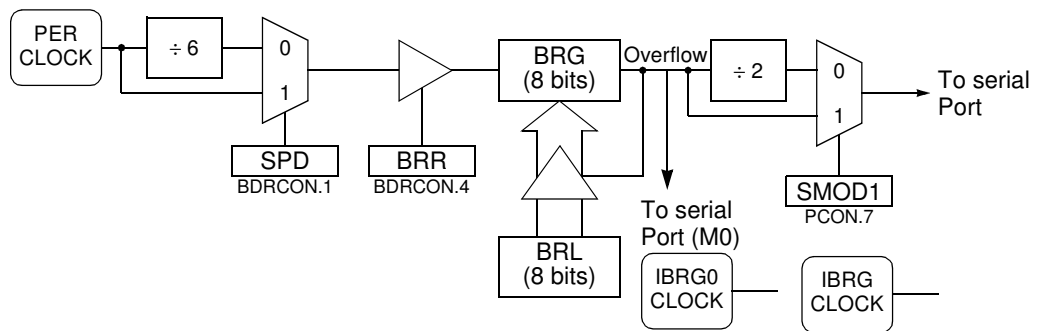 PER
CLOCK
÷ 6
0
1
SPD
BDRCON.1
BRR
BDRCON.4
BRG
(8 bits)
Overflow
÷ 2
0
1
To serial
Port
SMOD1
PCON.7
To serial
Port (M0)
BRL
(8 bits)
IBRG0
CLOCK
IBRG
CLOCK